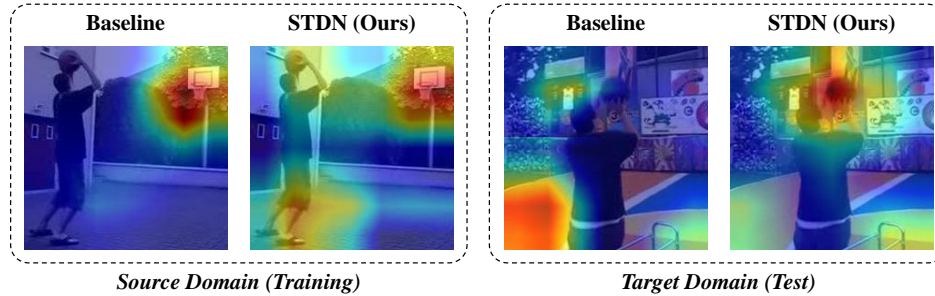 Baseline
STDN (Ours)
Baseline
STDN (Ours)
Source Domain (Training)
Target Domain (Test)